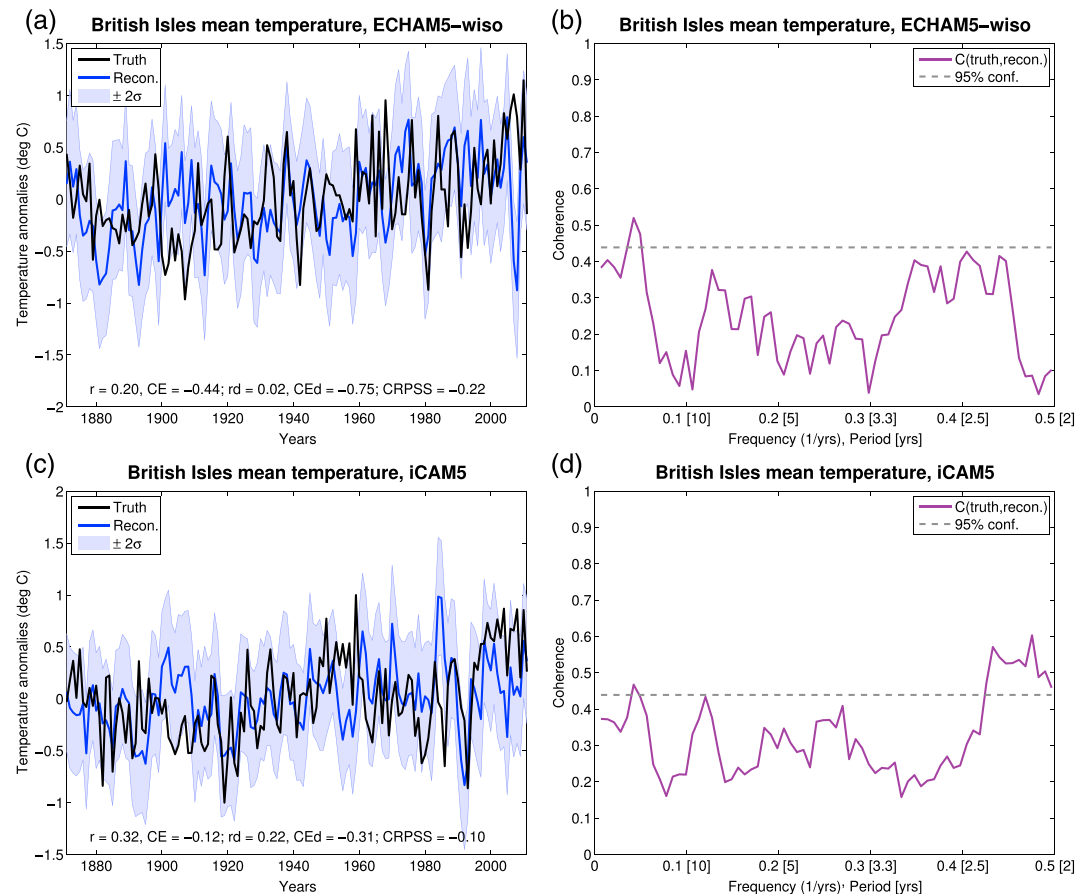 (a)
British Isles mean temperature, ECHAM5−wiso
Temperature anomalies (deg C)
1.5
1
0.5
0
−0.5
−1
−1.5
−2
Truth
Recon.
± 2σ
r = 0.20, CE = −0.44; rd = 0.02, CEd = −0.75; CRPSS = −0.22
1880 1900 1920 1940 1960 1980 2000
Years
(b)
British Isles mean temperature, ECHAM5−wiso
Coherence
1
0.9
0.8
0.7
0.6
0.5
0.4
0.3
0.2
0.1
0
C(truth,recon.)
95% conf.
0 0.1 [10] 0.2 [5] 0.3 [3.3] 0.4 [2.5] 0.5 [2]
Frequency (1/yrs), Period [yrs]
(c)
British Isles mean temperature, iCAM5
Temperature anomalies (deg C)
2
1.5
1
0.5
0
−0.5
−1
−1.5
Truth
Recon.
± 2σ
r = 0.32, CE = −0.12; rd = 0.22, CEd = −0.31; CRPSS = −0.10
1880 1900 1920 1940 1960 1980 2000
Years
(d)
British Isles mean temperature, iCAM5
Coherence
1
0.9
0.8
0.7
0.6
0.5
0.4
0.3
0.2
0.1
0
C(truth,recon.)
95% conf.
0 0.1 [10] 0.2 [5] 0.3 [3.3] 0.4 [2.5] 0.5 [2]
Frequency (1/yrs), Period [yrs]